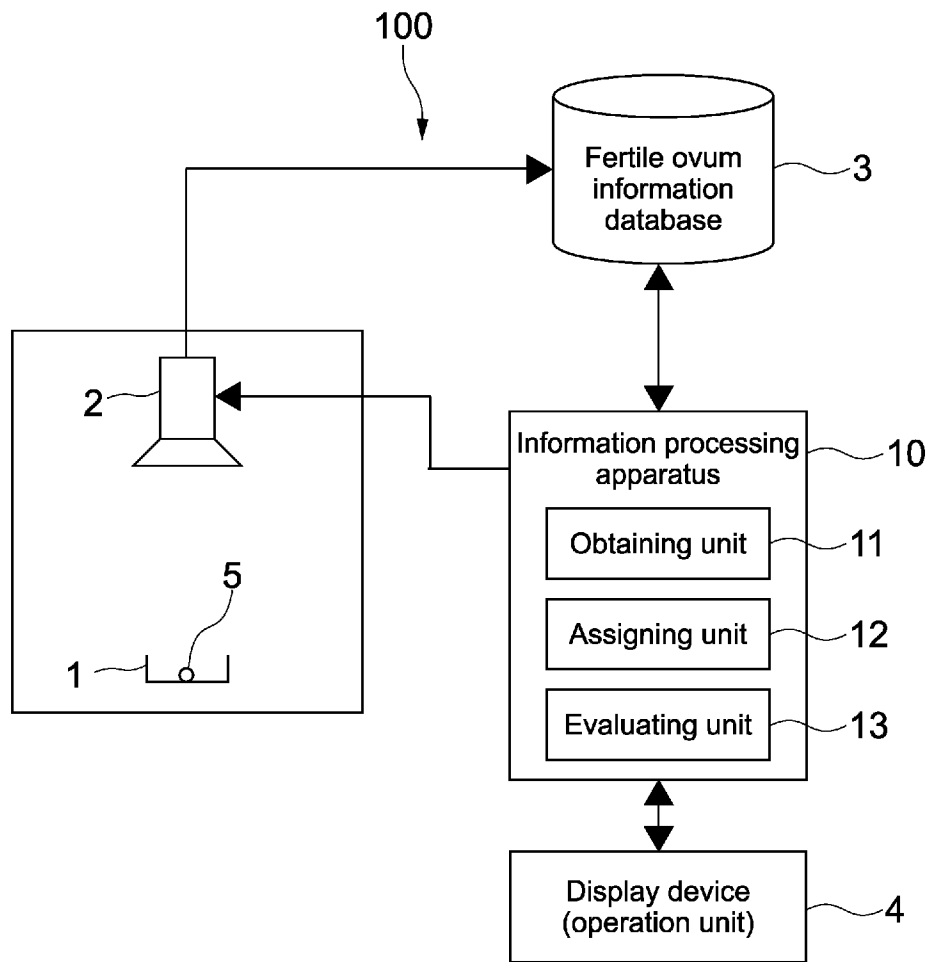 100
Fertile ovum
information
database
3
2
Information processing
apparatus
10
Obtaining unit
11
5
Assigning unit
12
1
Evaluating unit
13
Display device
(operation unit)
4